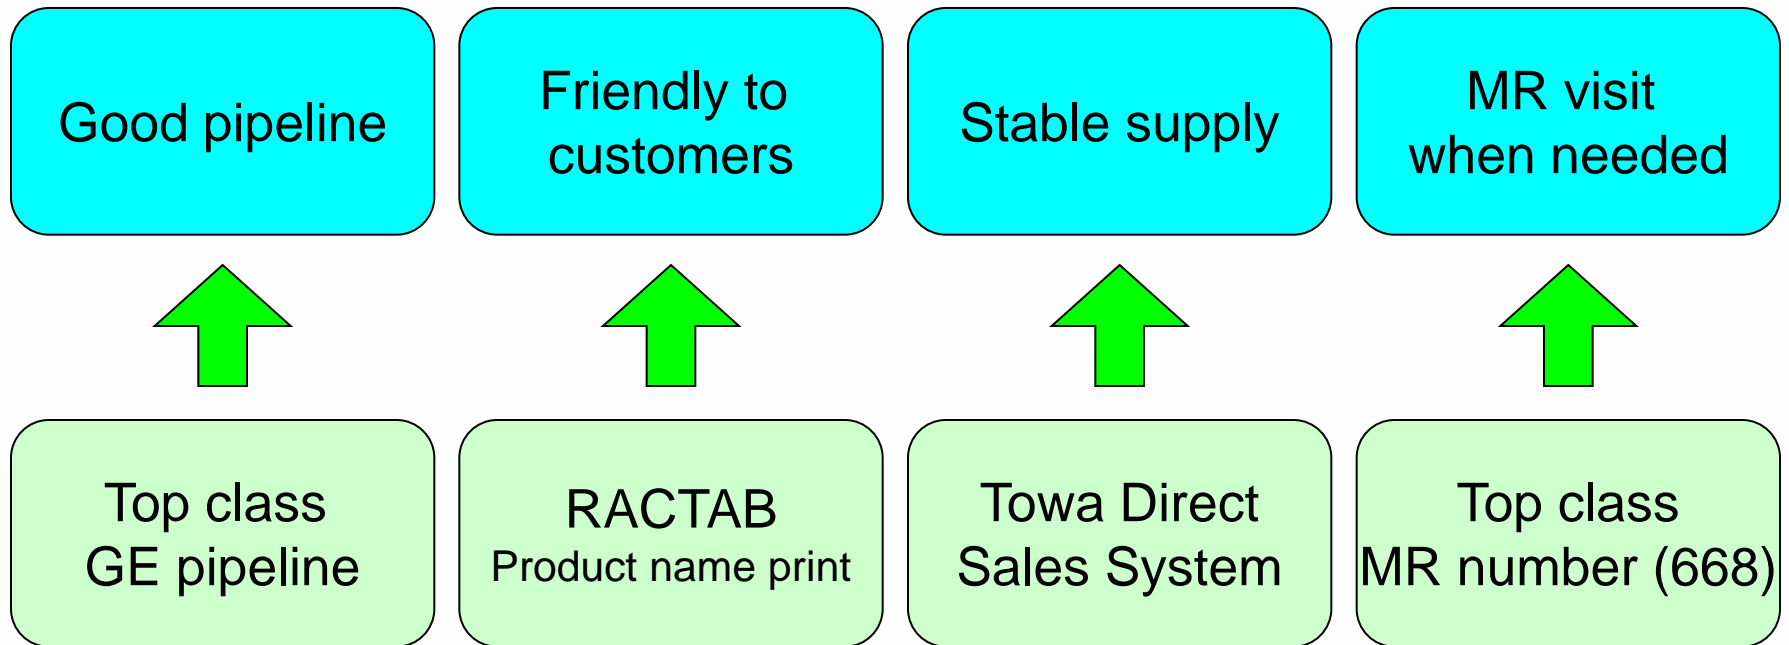 Good pipeline
Friendly to
customers
Stable supply
MR visit
when needed
Top class
GE pipeline
RACTAB
Product name print
Towa Direct
Sales System
Top class
MR number (668)